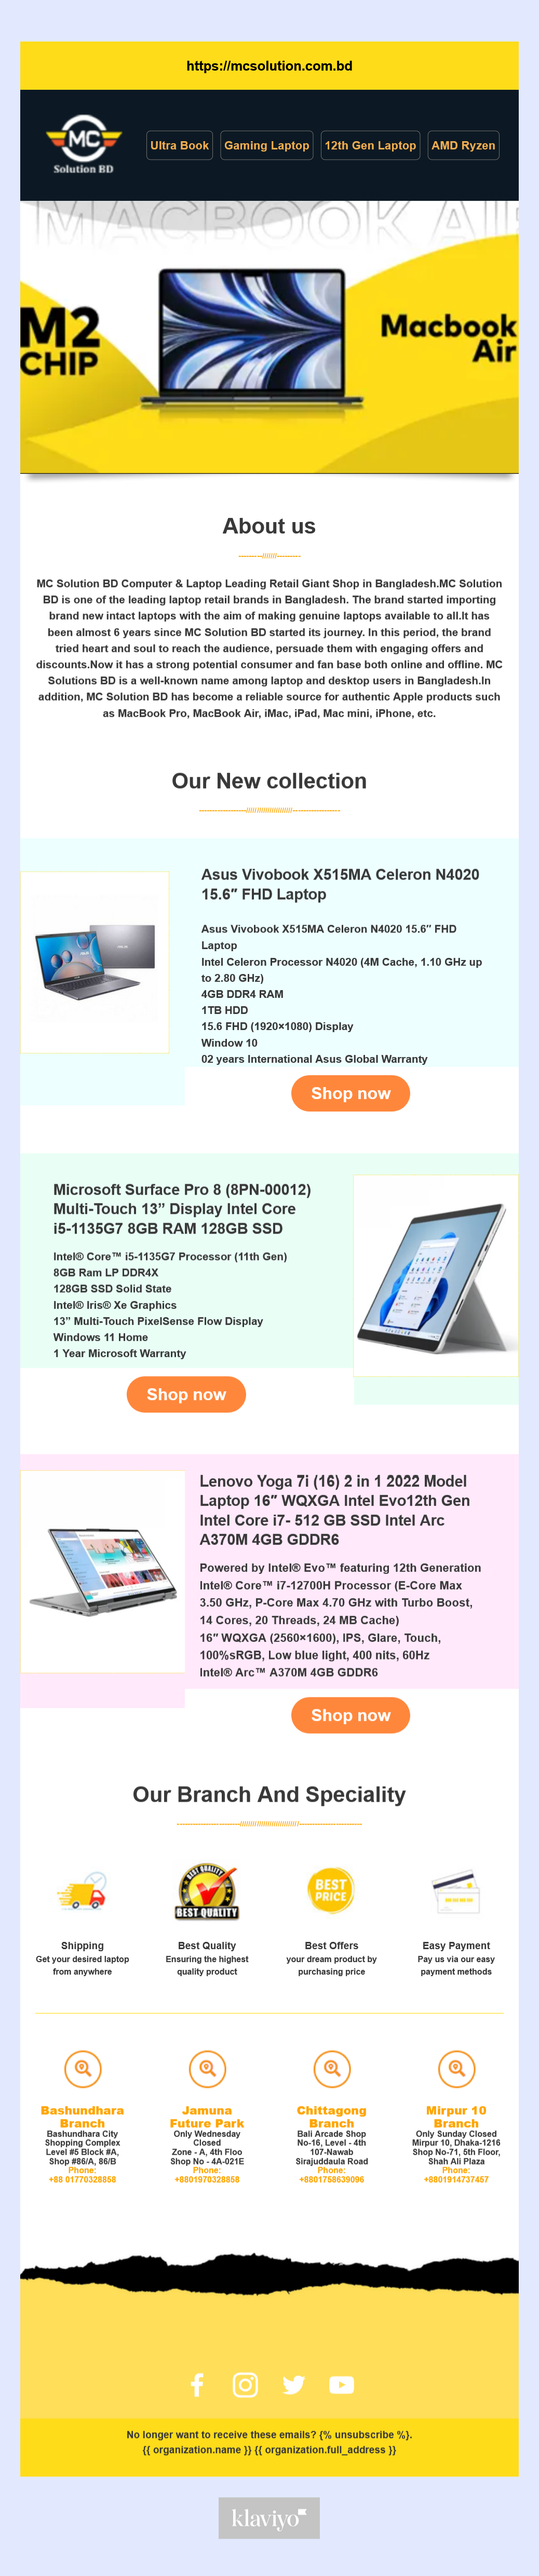 https://mcsolution.com.bd
MC
Solution BD
Ultra Book
Gaming Laptop
12th Gen Laptop
AMD Ryzen
MACBOOK AIR
M2
CHIP
Macbook
Air
About us
MC Solution BD Computer & Laptop Leading Retail Giant Shop in Bangladesh.MC Solution
BD is one of the leading laptop retail brands in Bangladesh. The brand started importing
brand new intact laptops with the aim of making genuine laptops available to all.It has
been almost 6 years since MC Solution BD started its journey. In this period, the brand
tried heart and soul to reach the audience, persuade them with engaging offers and
discounts.Now it has a strong potential consumer and fan base both online and offline. MC
Solutions BD is a well-known name among laptop and desktop users in Bangladesh.In
addition, MC Solution BD has become a reliable source for authentic Apple products such
as MacBook Pro, MacBook Air, iMac, iPad, Mac mini, iPhone, etc.
Our New collection
Asus Vivobook X515MA Celeron N4020
15.6″ FHD Laptop
Asus Vivobook X515MA Celeron N4020 15.6″ FHD
Laptop
Intel Celeron Processor N4020 (4M Cache, 1.10 GHz up
to 2.80 GHz)
4GB DDR4 RAM
1TB HDD
15.6 FHD (1920×1080) Display
Window 10
02 years International Asus Global Warranty
Shop now
Microsoft Surface Pro 8 (8PN-00012)
Multi-Touch 13” Display Intel Core
i5-1135G7 8GB RAM 128GB SSD
Intel® Core™ i5-1135G7 Processor (11th Gen)
8GB Ram LP DDR4X
128GB SSD Solid State
Intel® Iris® Xe Graphics
13” Multi-Touch PixelSense Flow Display
Windows 11 Home
1 Year Microsoft Warranty
Shop now
Lenovo Yoga 7i (16) 2 in 1 2022 Model
Laptop 16″ WQXGA Intel Evo12th Gen
Intel Core i7- 512 GB SSD Intel Arc
A370M 4GB GDDR6
Powered by Intel® Evo™ featuring 12th Generation
Intel® Core™ i7-12700H Processor (E-Core Max
3.50 GHz, P-Core Max 4.70 GHz with Turbo Boost,
14 Cores, 20 Threads, 24 MB Cache)
16″ WQXGA (2560×1600), IPS, Glare, Touch,
100%sRGB, Low blue light, 400 nits, 60Hz
Intel® Arc™ A370M 4GB GDDR6
Shop now
Our Branch And Speciality
BEST QUALITY
BEST QUALITY
BEST
PRICE
Shipping
Get your desired laptop
from anywhere
Best Quality
Ensuring the highest
quality product
Best Offers
your dream product by
purchasing price
Easy Payment
Pay us via our easy
payment methods
Bashundhara
Branch
Bashundhara City
Shopping Complex
Level #5 Block #A,
Shop #86/A, 86/B
Phone:
+88 01770328858
Jamuna
Future Park
Only Wednesday
Closed
Zone - A, 4th Floo
Shop No - 4A-021E
Phone:
+8801970328858
Chittagong
Branch
Bali Arcade Shop
No-16, Level - 4th
107-Nawab
Sirajuddaula Road
Phone:
+8801758639096
Mirpur 10
Branch
Only Sunday Closed
Mirpur 10, Dhaka-1216
Shop No-71, 5th Floor,
Shah Ali Plaza
Phone:
+8801914737457
No longer want to receive these emails? {% unsubscribe %}.
{{ organization.name }} {{ organization.full_address }}
klaviyo